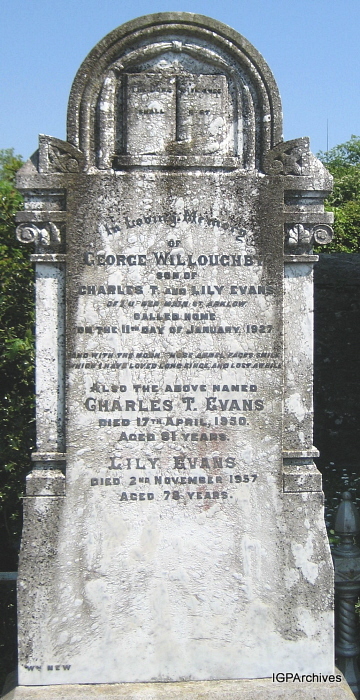 In Loving Memory
OF
GEORGE WILLOUGHBY
SON OF
CHARLES T. AND LILY EVANS
MAIN ST. ARKLOW
CALLED HOME
ON THE 11TH DAY OF JANUARY, 1927
AND WITH THE MORN, THOSE ANGEL FACES SMILE
WHICH I HAVE LOVED LONG SINCE, AND LOST AWHILE
ALSO THE ABOVE NAMED
CHARLES T. EVANS
DIED 17TH APRIL, 1950.
AGED 81 YEARS.
LILY EVANS
DIED 2ND NOVEMBER 1957
AGED 78 YEARS.
IGPArchives